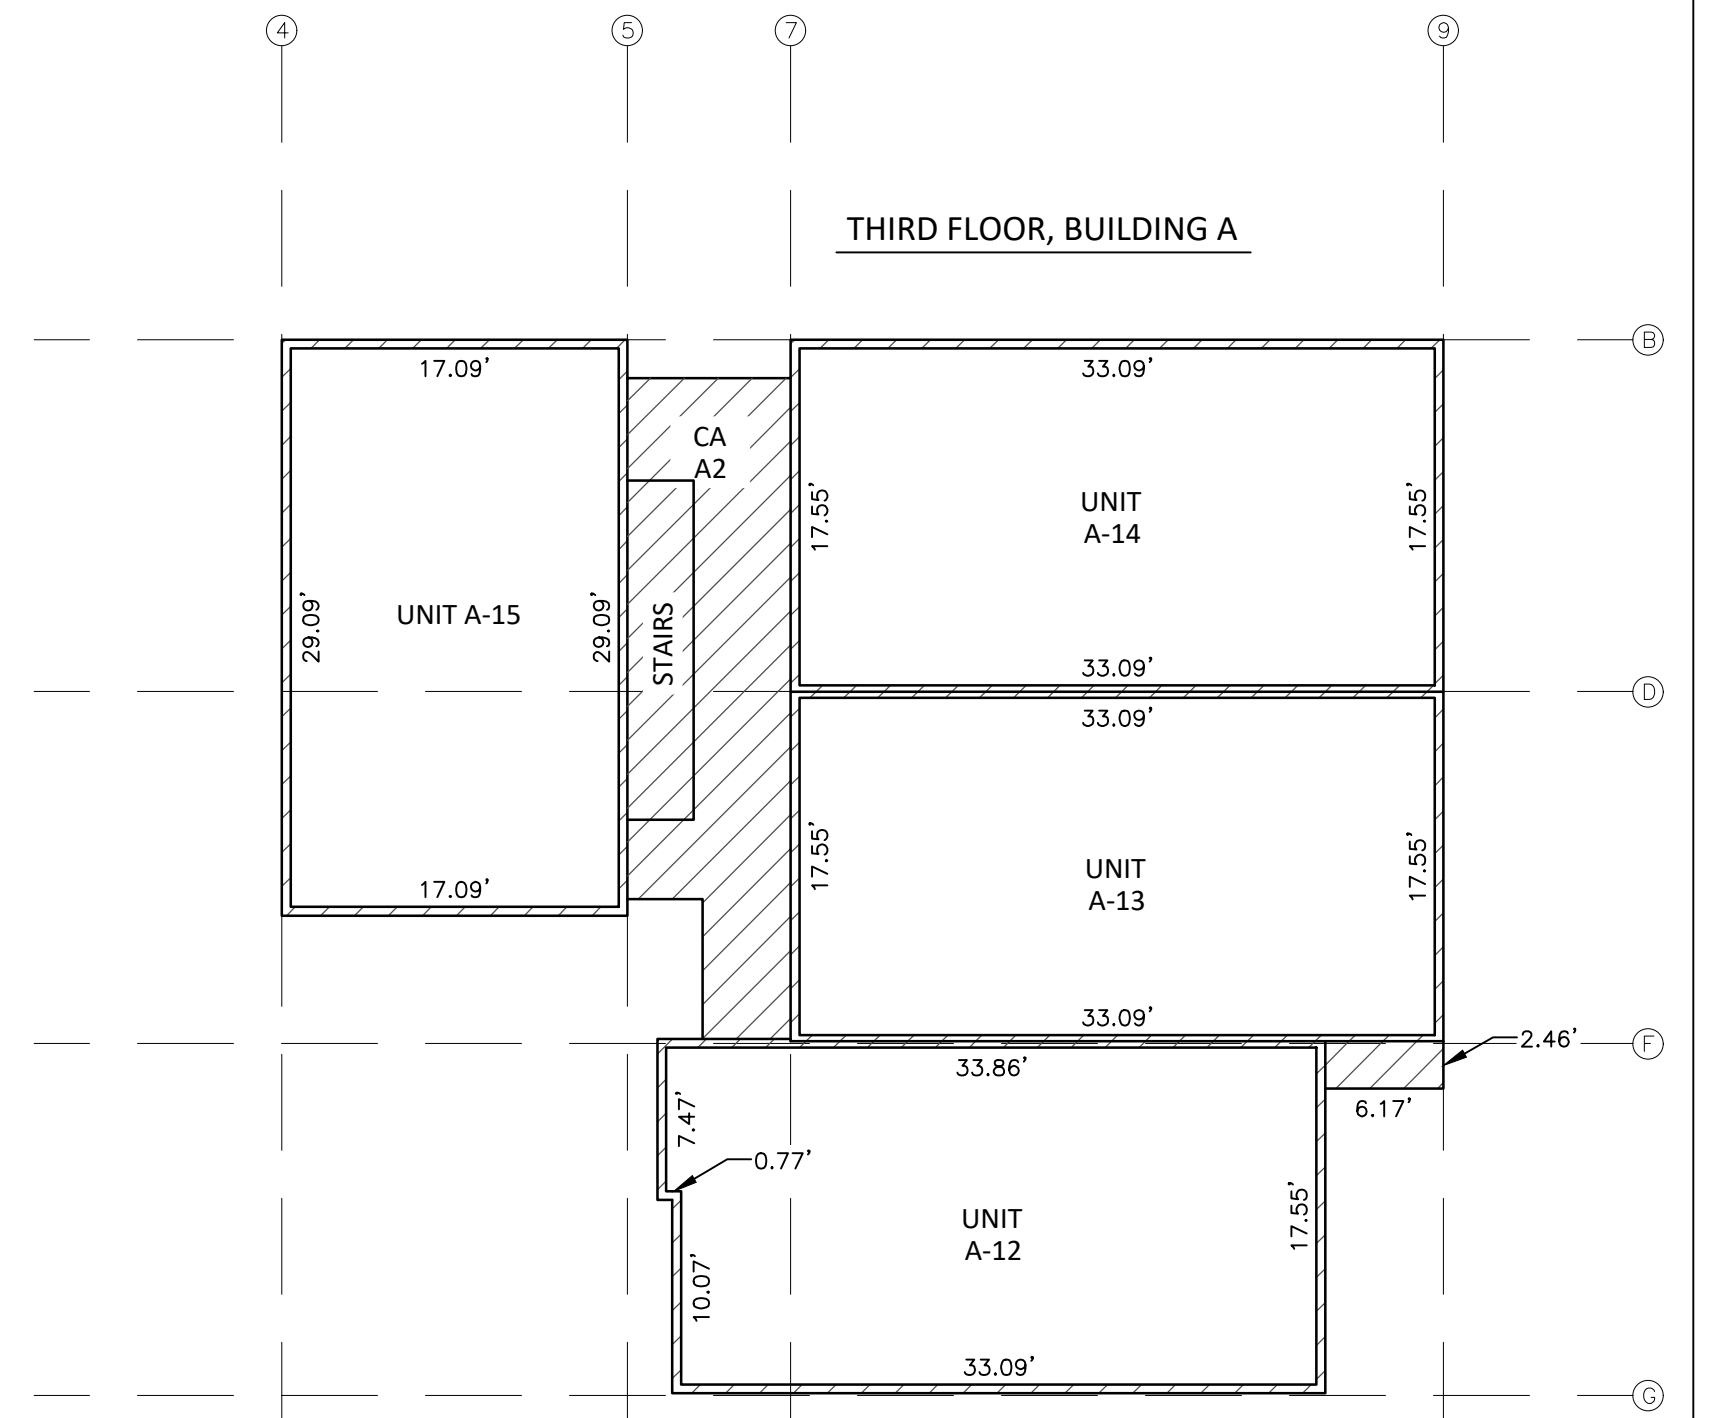 4
5
7
9
THIRD FLOOR, BUILDING A
B
17.09’
33.09’
CA
A2
17.55’
UNIT
A-14
17.55’
29.09’
UNIT A-15
29.09’
STAIRS
33.09’
D
33.09’
17.55’
UNIT
A-13
17.55’
17.09’
33.09’
2.46’
F
33.86’
6.17’
7.47’
0.77’
UNIT
A-12
17.55’
10.07’
33.09’
G